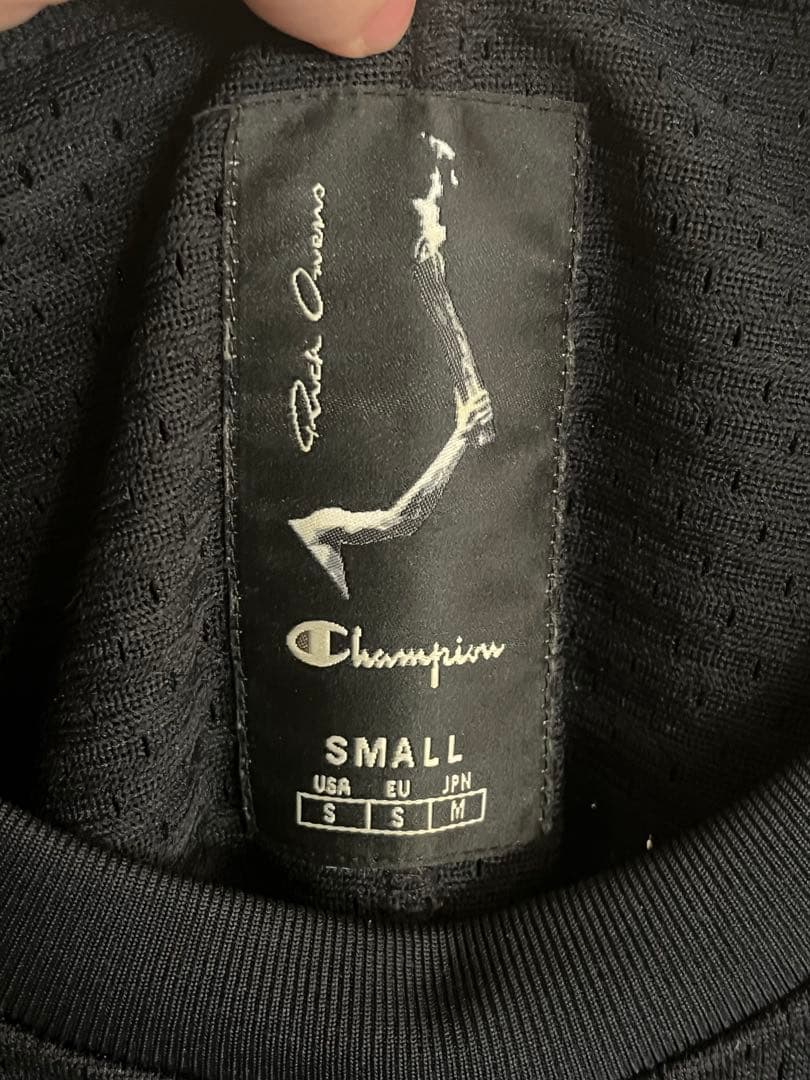 Rick Owens
Champion
SMALL
USA EU JPN
S S M